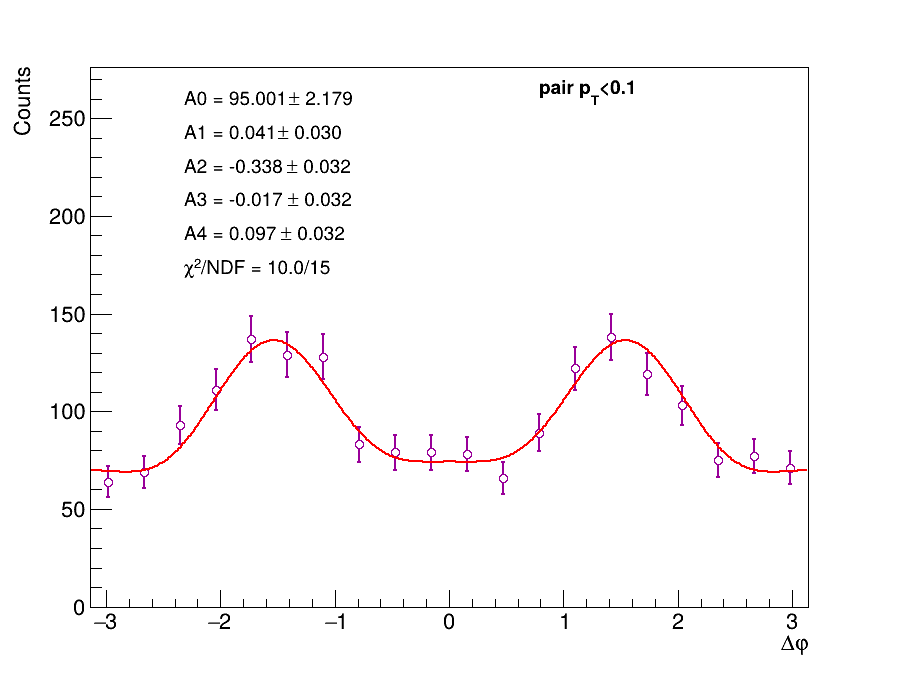 Counts
pair pT<0.1
A0 = 95.001± 2.179
A1 = 0.041± 0.030
A2 = -0.338 ± 0.032
A3 = -0.017 ± 0.032
A4 = 0.097 ± 0.032
χ²/NDF = 10.0/15
250
200
150
100
50
0
−3 −2 −1 0 1 2 3
Δφ